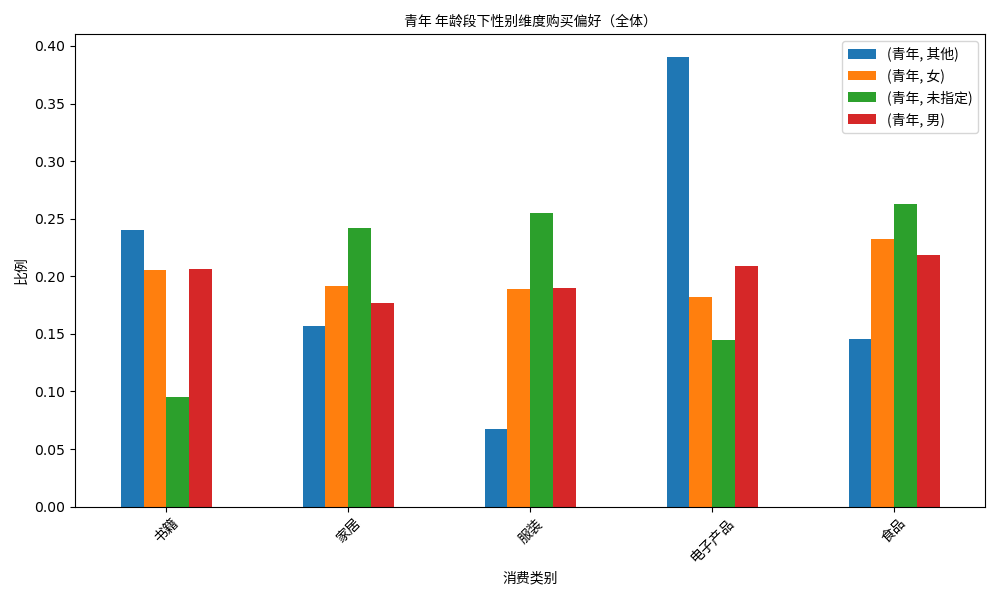 青年 年龄段下性别维度购买偏好（全体）
(青年, 其他)
(青年, 女)
(青年, 未指定)
(青年, 男)
比例
0.40
0.35
0.30
0.25
0.20
0.15
0.10
0.05
0.00
书籍
家居
服装
电子产品
食品
消费类别